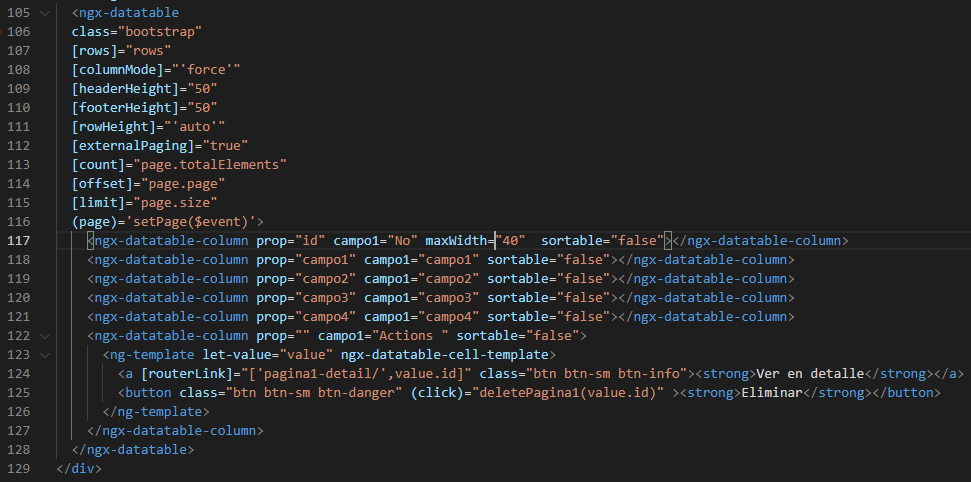 105 <ngx-datatable
106 class="bootstrap"
107 [rows]="rows"
108 [columnMode]="'force'"
109 [headerHeight]="50"
110 [footerHeight]="50"
111 [rowHeight]="'auto'"
112 [externalPaging]="true"
113 [count]="page.totalElements"
114 [offset]="page.page"
115 [limit]="page.size"
116 (page)='setPage($event)'>
117 <ngx-datatable-column prop="id" campo1="No" maxWidth="40"  sortable="false"></ngx-datatable-column>
118 <ngx-datatable-column prop="campo1" campo1="campo1" sortable="false"></ngx-datatable-column>
119 <ngx-datatable-column prop="campo2" campo1="campo2" sortable="false"></ngx-datatable-column>
120 <ngx-datatable-column prop="campo3" campo1="campo3" sortable="false"></ngx-datatable-column>
121 <ngx-datatable-column prop="campo4" campo1="campo4" sortable="false"></ngx-datatable-column>
122 <ngx-datatable-column prop="" campo1="Actions " sortable="false">
123 <ng-template let-value="value" ngx-datatable-cell-template>
124 <a [routerLink]="['pagina1-detail/',value.id]" class="btn btn-sm btn-info"><strong>Ver en detalle</strong></a>
125 <button class="btn btn-sm btn-danger" (click)="deletePagina1(value.id)" ><strong>Eliminar</strong></button>
126 </ng-template>
127 </ngx-datatable-column>
128 </ngx-datatable>
129 </div>